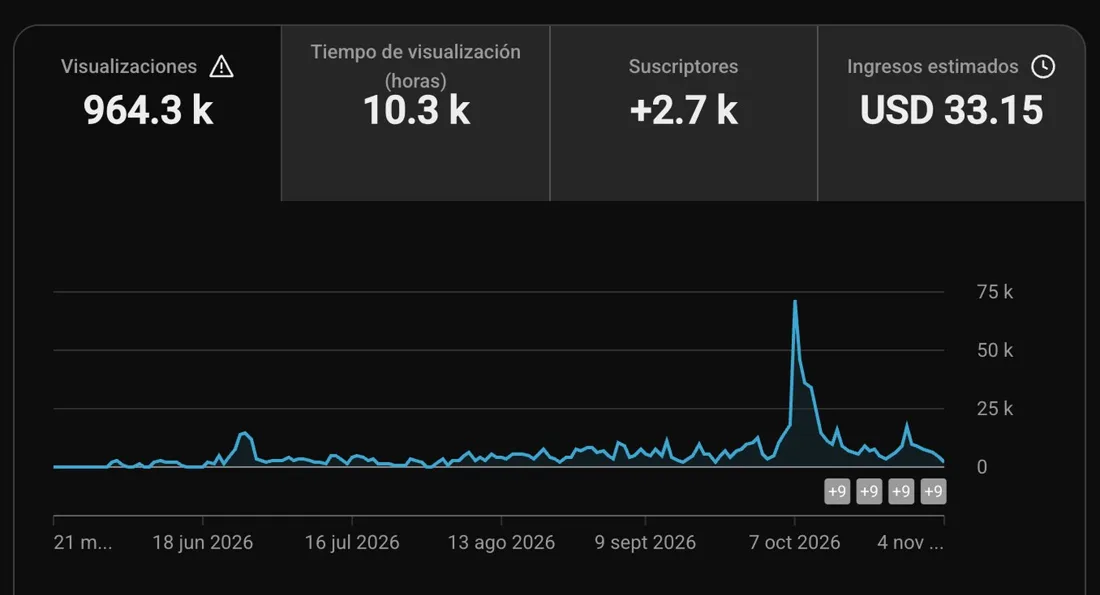 Visualizaciones
964.3 k
Tiempo de visualización
(horas)
10.3 k
Suscriptores
+2.7 k
Ingresos estimados
USD 33.15
75 k
50 k
25 k
0
+9 +9 +9 +9
21 m... 18 jun 2026 16 jul 2026 13 ago 2026 9 sept 2026 7 oct 2026 4 nov ...